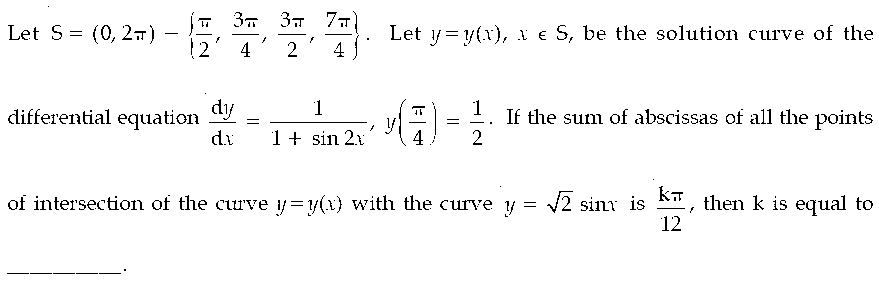 Let S = (0, 2π) − {π/2, 3π/4, 3π/2, 7π/4}. Let y = y(x), x ∈ S, be the solution curve of the
differential equation dy/dx = 1/(1 + sin 2x), y(π/4) = 1/2. If the sum of abscissas of all the points
of intersection of the curve y = y(x) with the curve y = √2 sinx is kπ/12, then k is equal to
___________.